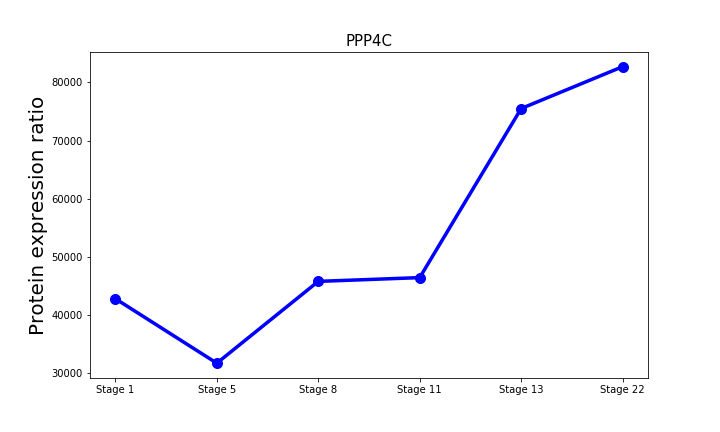 PPP4C
Protein expression ratio
80000
70000
60000
50000
40000
30000
Stage 1 Stage 5 Stage 8 Stage 11 Stage 13 Stage 22